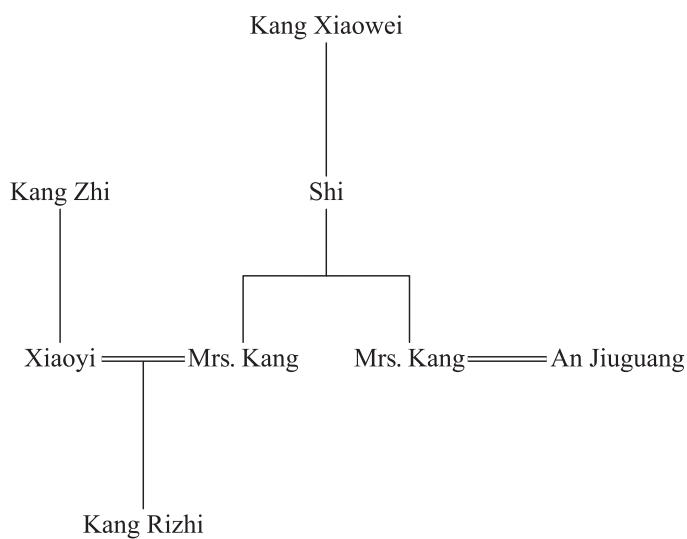 Kang Xiaowei
Kang Zhi
Shi
Xiaoyi
Mrs. Kang
Mrs. Kang
An Jiuguang
Kang Rizhi